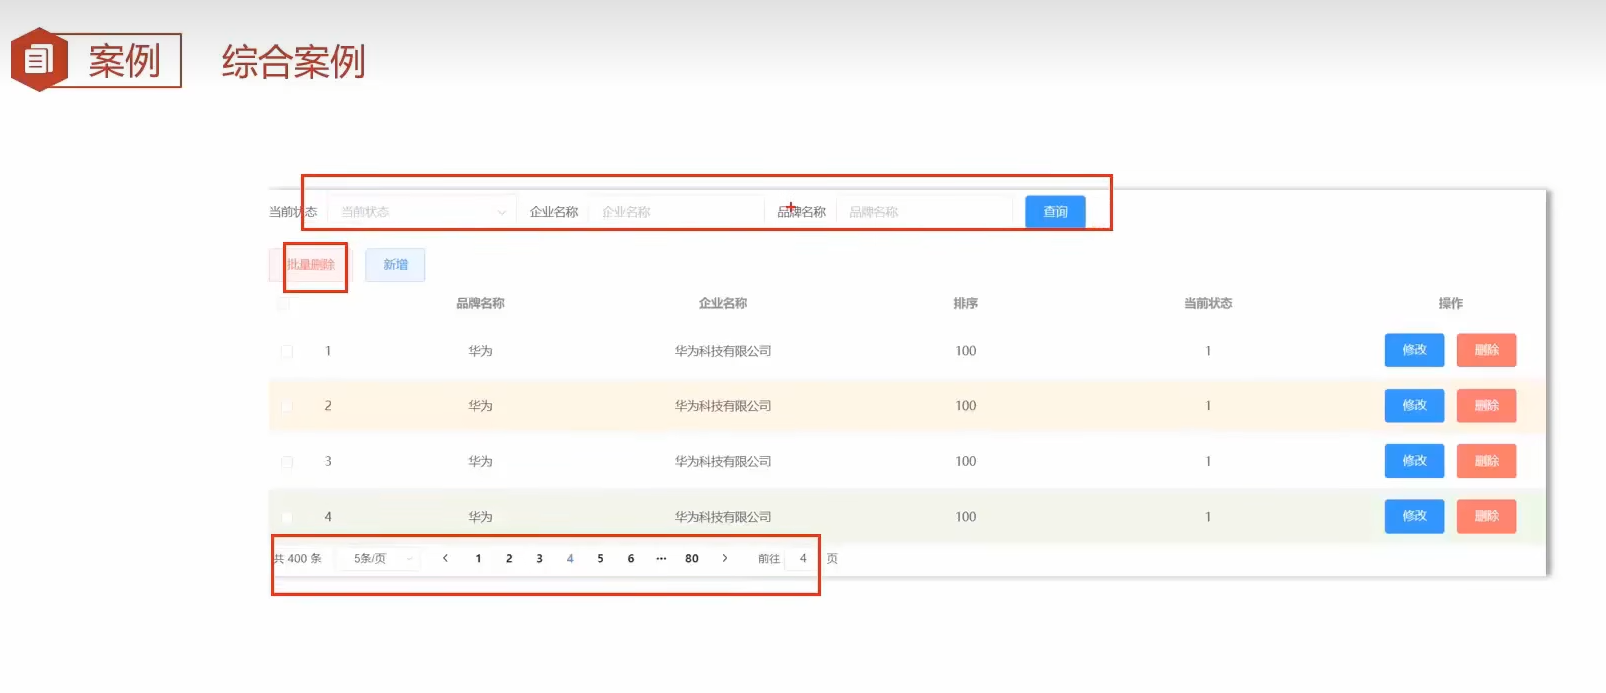 案例 综合案例
当前状态 当前状态 企业名称 企业名称 品牌名称 品牌名称 查询
批量删除 新增
品牌名称 企业名称 排序 当前状态 操作
1 华为 华为科技有限公司 100 1 修改 删除
2 华为 华为科技有限公司 100 1 修改 删除
3 华为 华为科技有限公司 100 1 修改 删除
4 华为 华为科技有限公司 100 1 修改 删除
共 400 条 5条/页 1 2 3 4 5 6 ··· 80 前往 4 页